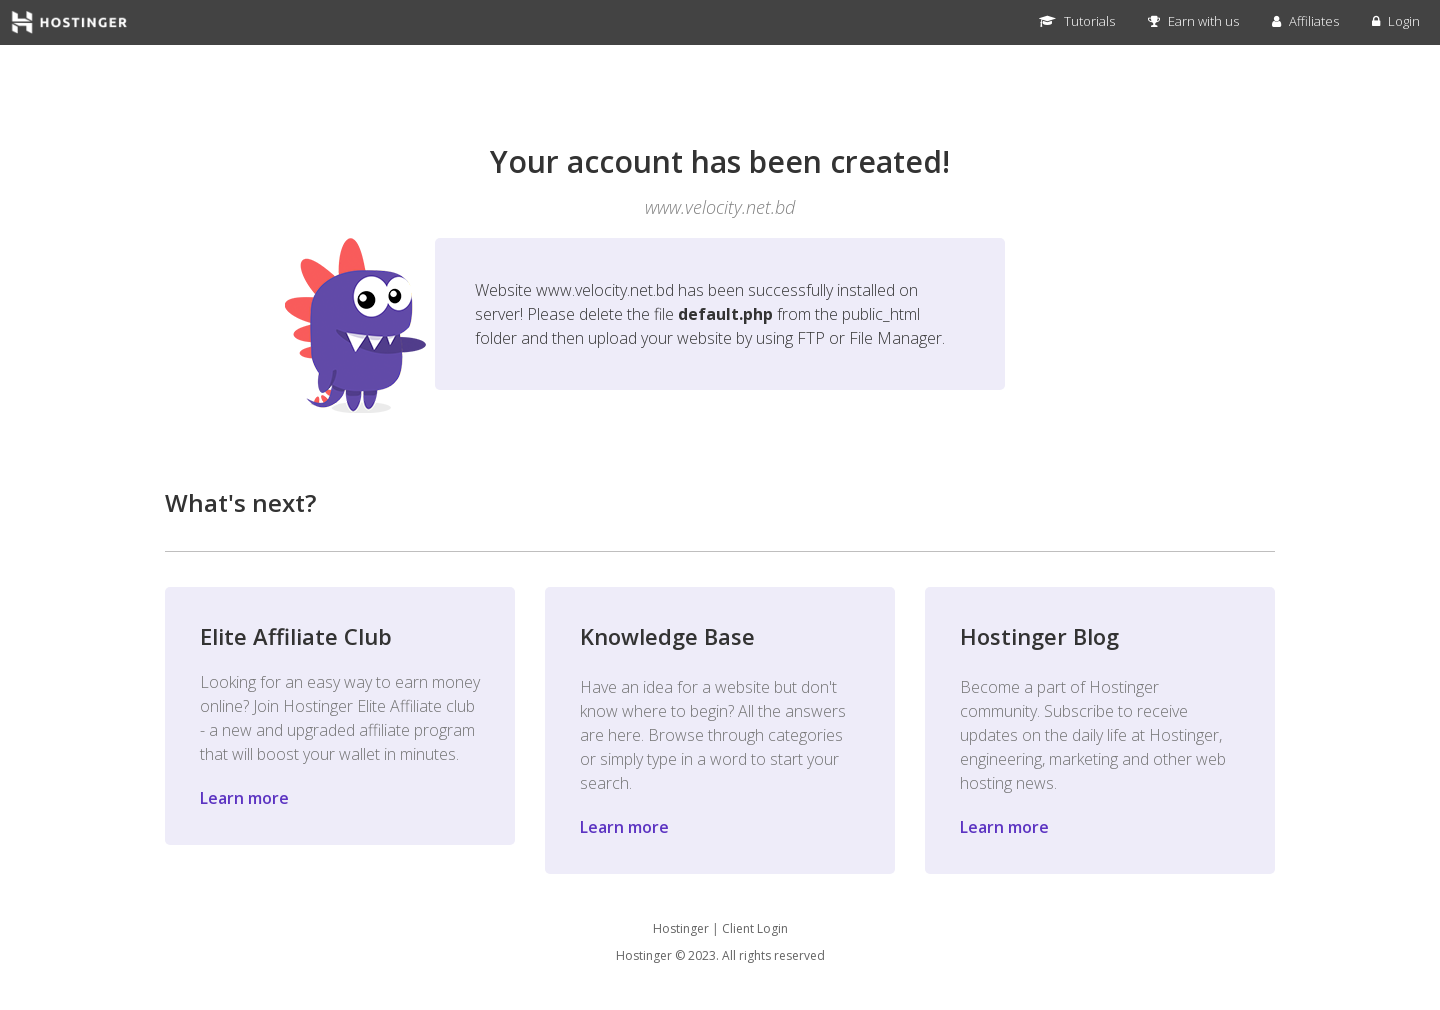 HOSTINGER
Tutorials
Earn with us
Affiliates
Login
Your account has been created!
www.velocity.net.bd
Website www.velocity.net.bd has been successfully installed on
server! Please delete the file default.php from the public_html
folder and then upload your website by using FTP or File Manager.
What's next?
Elite Affiliate Club
Looking for an easy way to earn money
online? Join Hostinger Elite Affiliate club
- a new and upgraded affiliate program
that will boost your wallet in minutes.
Learn more
Knowledge Base
Have an idea for a website but don't
know where to begin? All the answers
are here. Browse through categories
or simply type in a word to start your
search.
Learn more
Hostinger Blog
Become a part of Hostinger
community. Subscribe to receive
updates on the daily life at Hostinger,
engineering, marketing and other web
hosting news.
Learn more
Hostinger | Client Login
Hostinger © 2023. All rights reserved